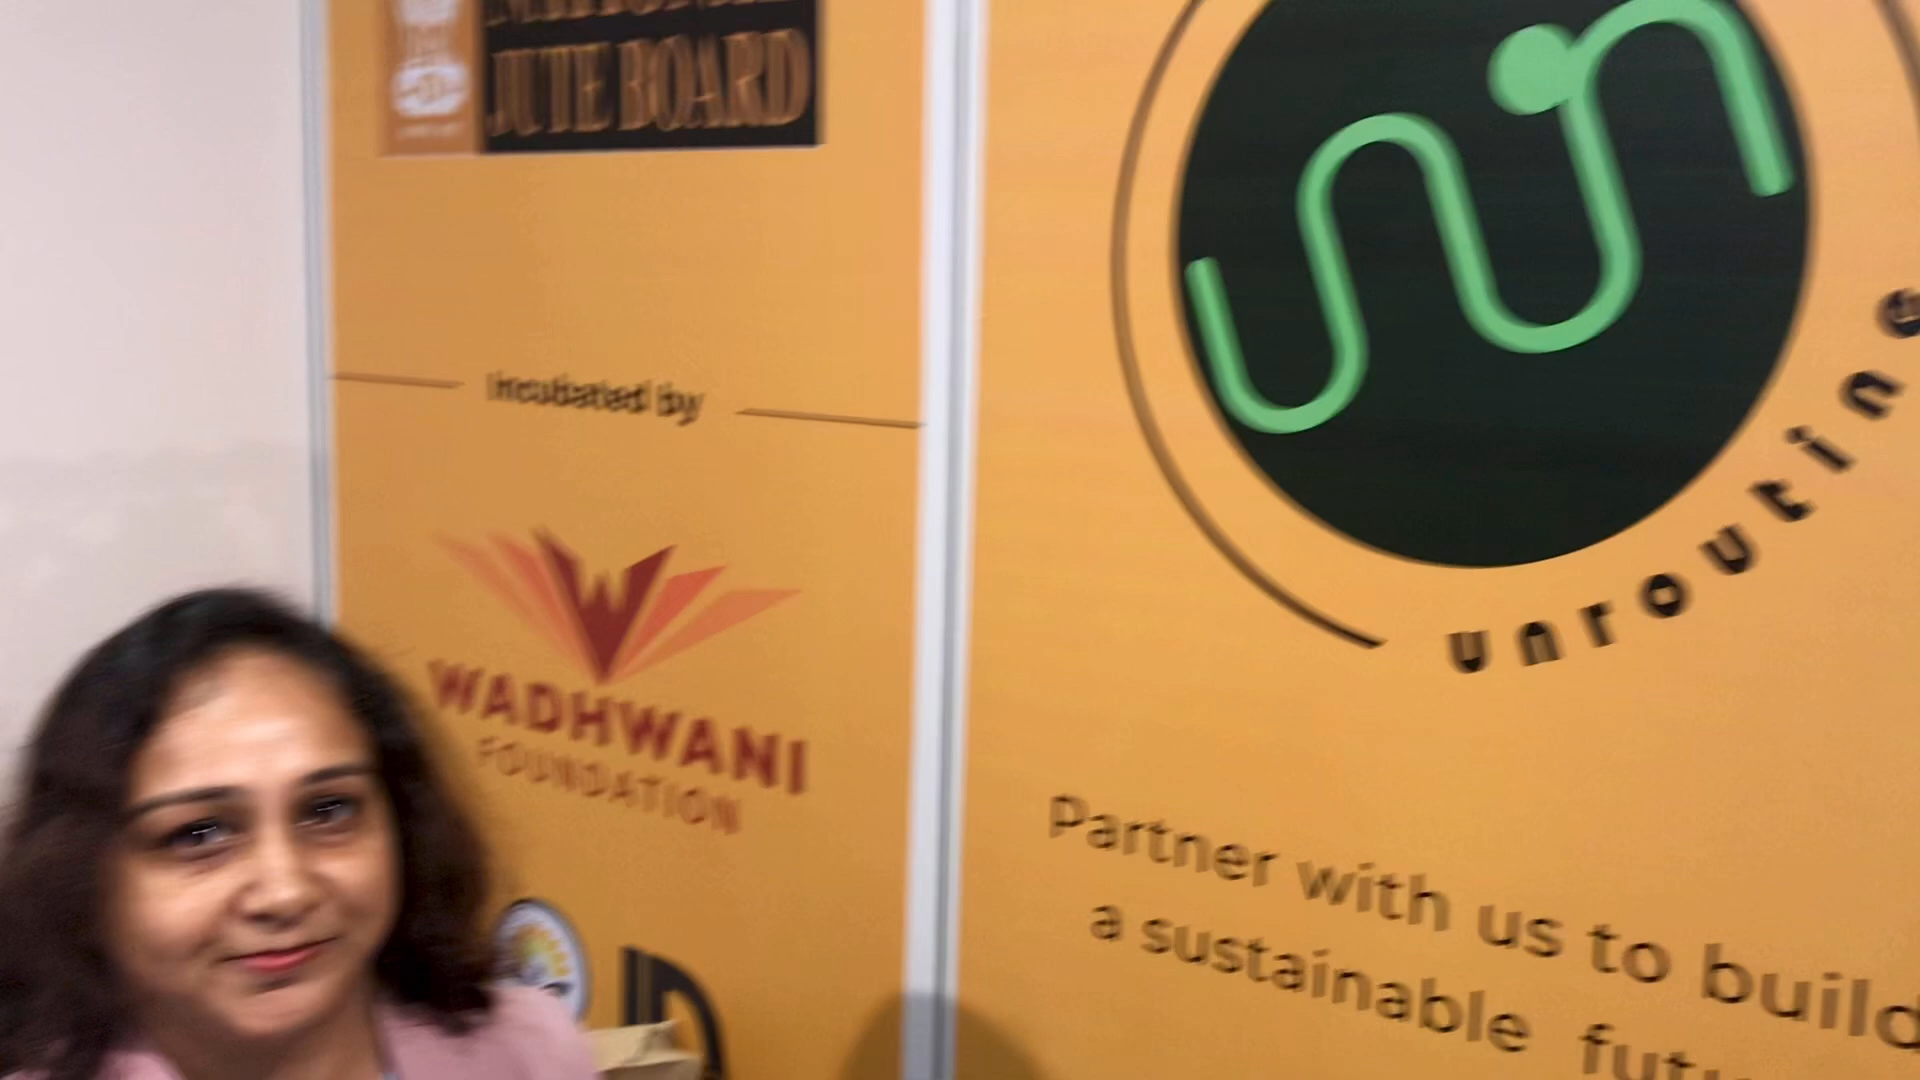 JUTE BOARD
Incubated by
WADHWANI
FOUNDATION
unroutine
Partner with us to build
a sustainable